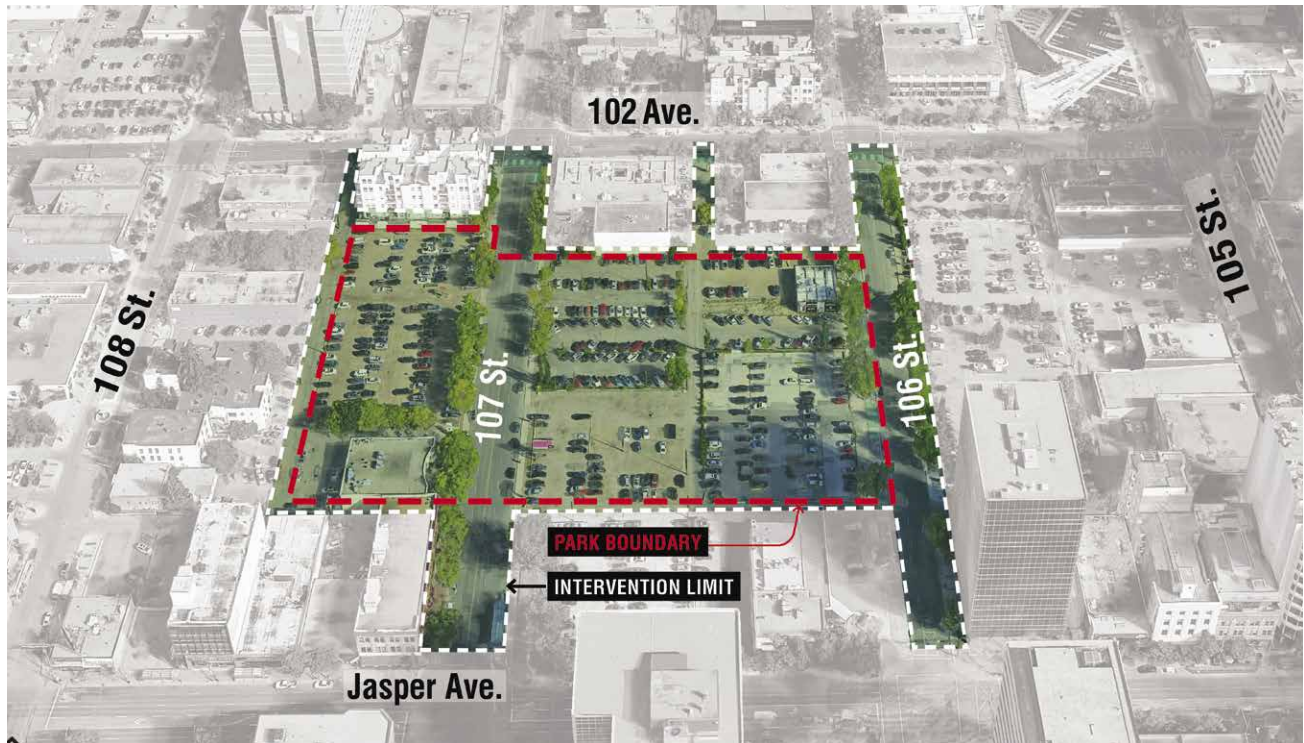 102 Ave.
105 St.
108 St.
107 St.
106 St.
PARK BOUNDARY
INTERVENTION LIMIT
Jasper Ave.